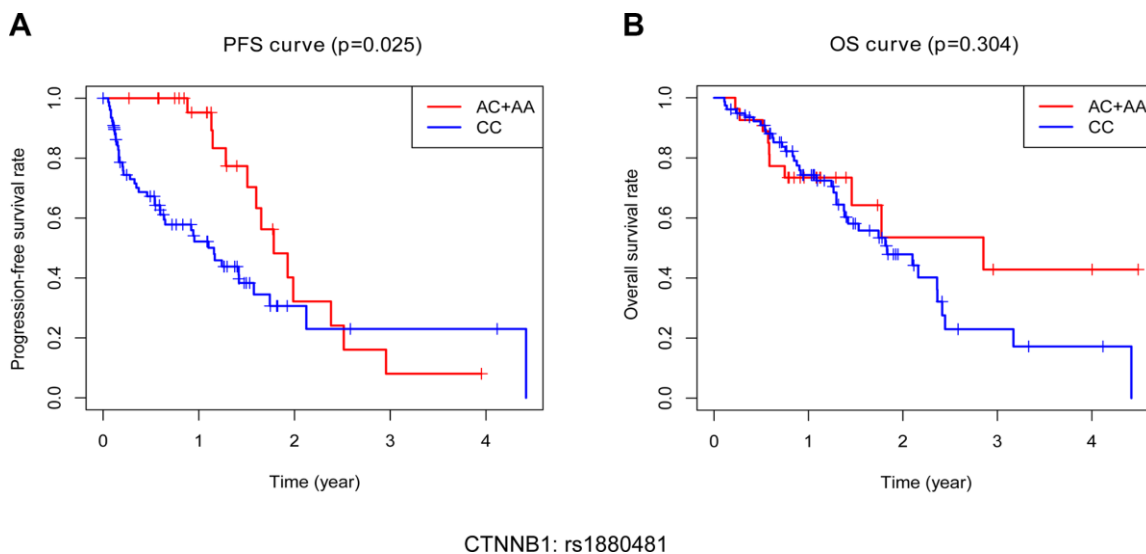 A
PFS curve (p=0.025)
AC+AA
CC
Progression-free survival rate
0.0
0.2
0.4
0.6
0.8
1.0
0
1
2
3
4
Time (year)
B
OS curve (p=0.304)
AC+AA
CC
Overall survival rate
0.0
0.2
0.4
0.6
0.8
1.0
0
1
2
3
4
Time (year)
CTNNB1: rs1880481